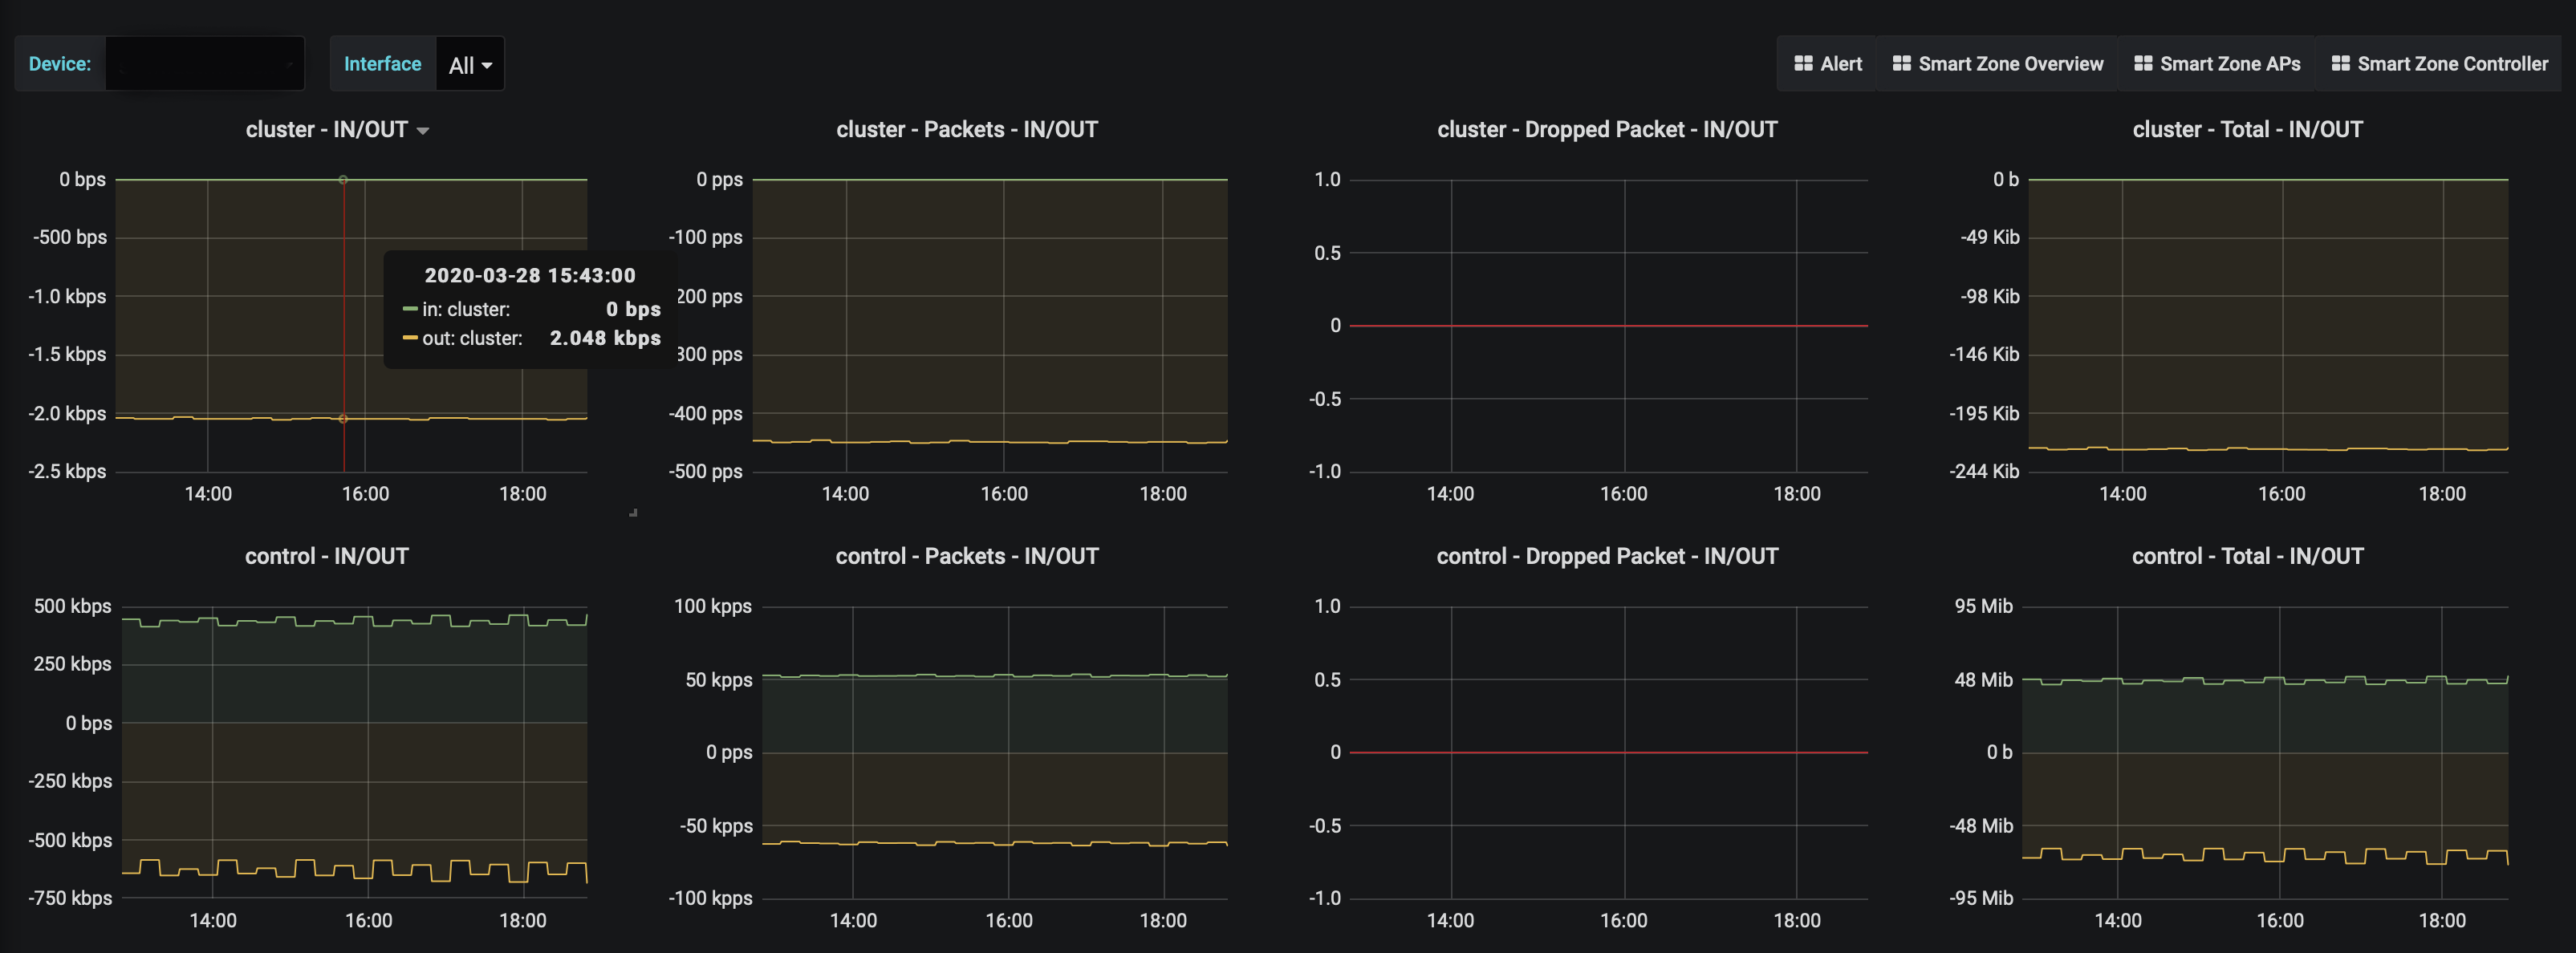 Device:
Interface All
Alert Smart Zone Overview Smart Zone APs Smart Zone Controller
cluster - IN/OUT
0 bps
-500 bps
-1.0 kbps
-1.5 kbps
-2.0 kbps
-2.5 kbps
14:00 16:00 18:00
2020-03-28 15:43:00
in: cluster: 0 bps
out: cluster: 2.048 kbps
cluster - Packets - IN/OUT
0 pps
-100 pps
200 pps
300 pps
-400 pps
-500 pps
14:00 16:00 18:00
cluster - Dropped Packet - IN/OUT
1.0
0.5
0
-0.5
-1.0
14:00 16:00 18:00
cluster - Total - IN/OUT
0 b
-49 Kib
-98 Kib
-146 Kib
-195 Kib
-244 Kib
14:00 16:00 18:00
control - IN/OUT
500 kbps
250 kbps
0 bps
-250 kbps
-500 kbps
-750 kbps
14:00 16:00 18:00
control - Packets - IN/OUT
100 kpps
50 kpps
0 pps
-50 kpps
-100 kpps
14:00 16:00 18:00
control - Dropped Packet - IN/OUT
1.0
0.5
0
-0.5
-1.0
14:00 16:00 18:00
control - Total - IN/OUT
95 Mib
48 Mib
0 b
-48 Mib
-95 Mib
14:00 16:00 18:00